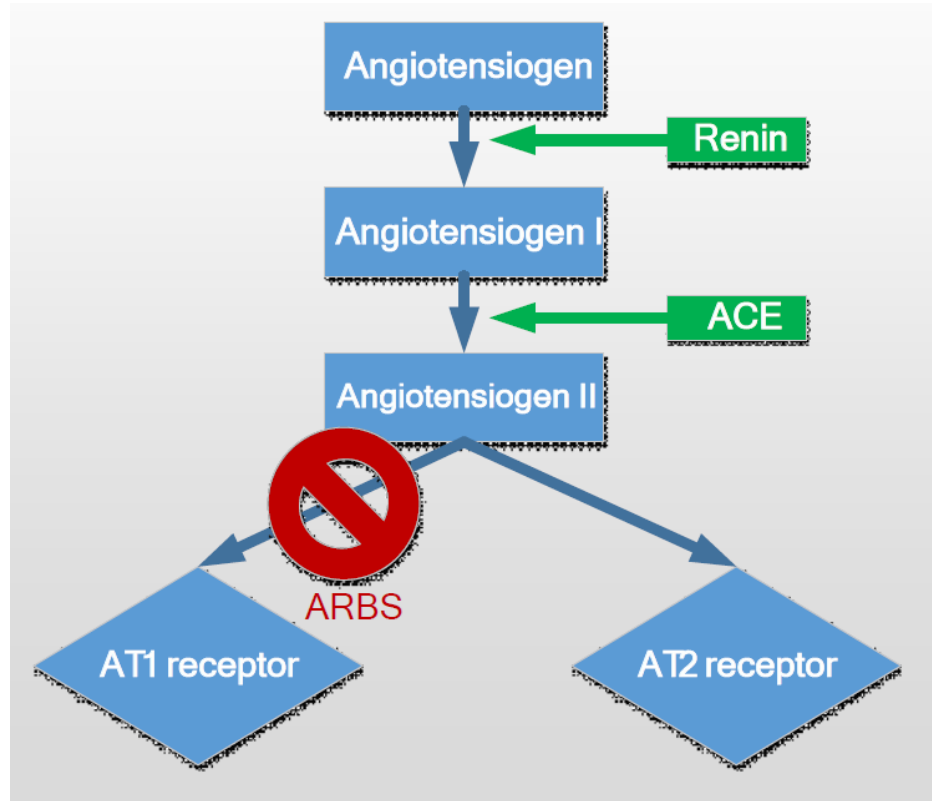 Angiotensiogen
Renin
Angiotensiogen I
ACE
Angiotensiogen II
ARBS
AT1 receptor
AT2 receptor